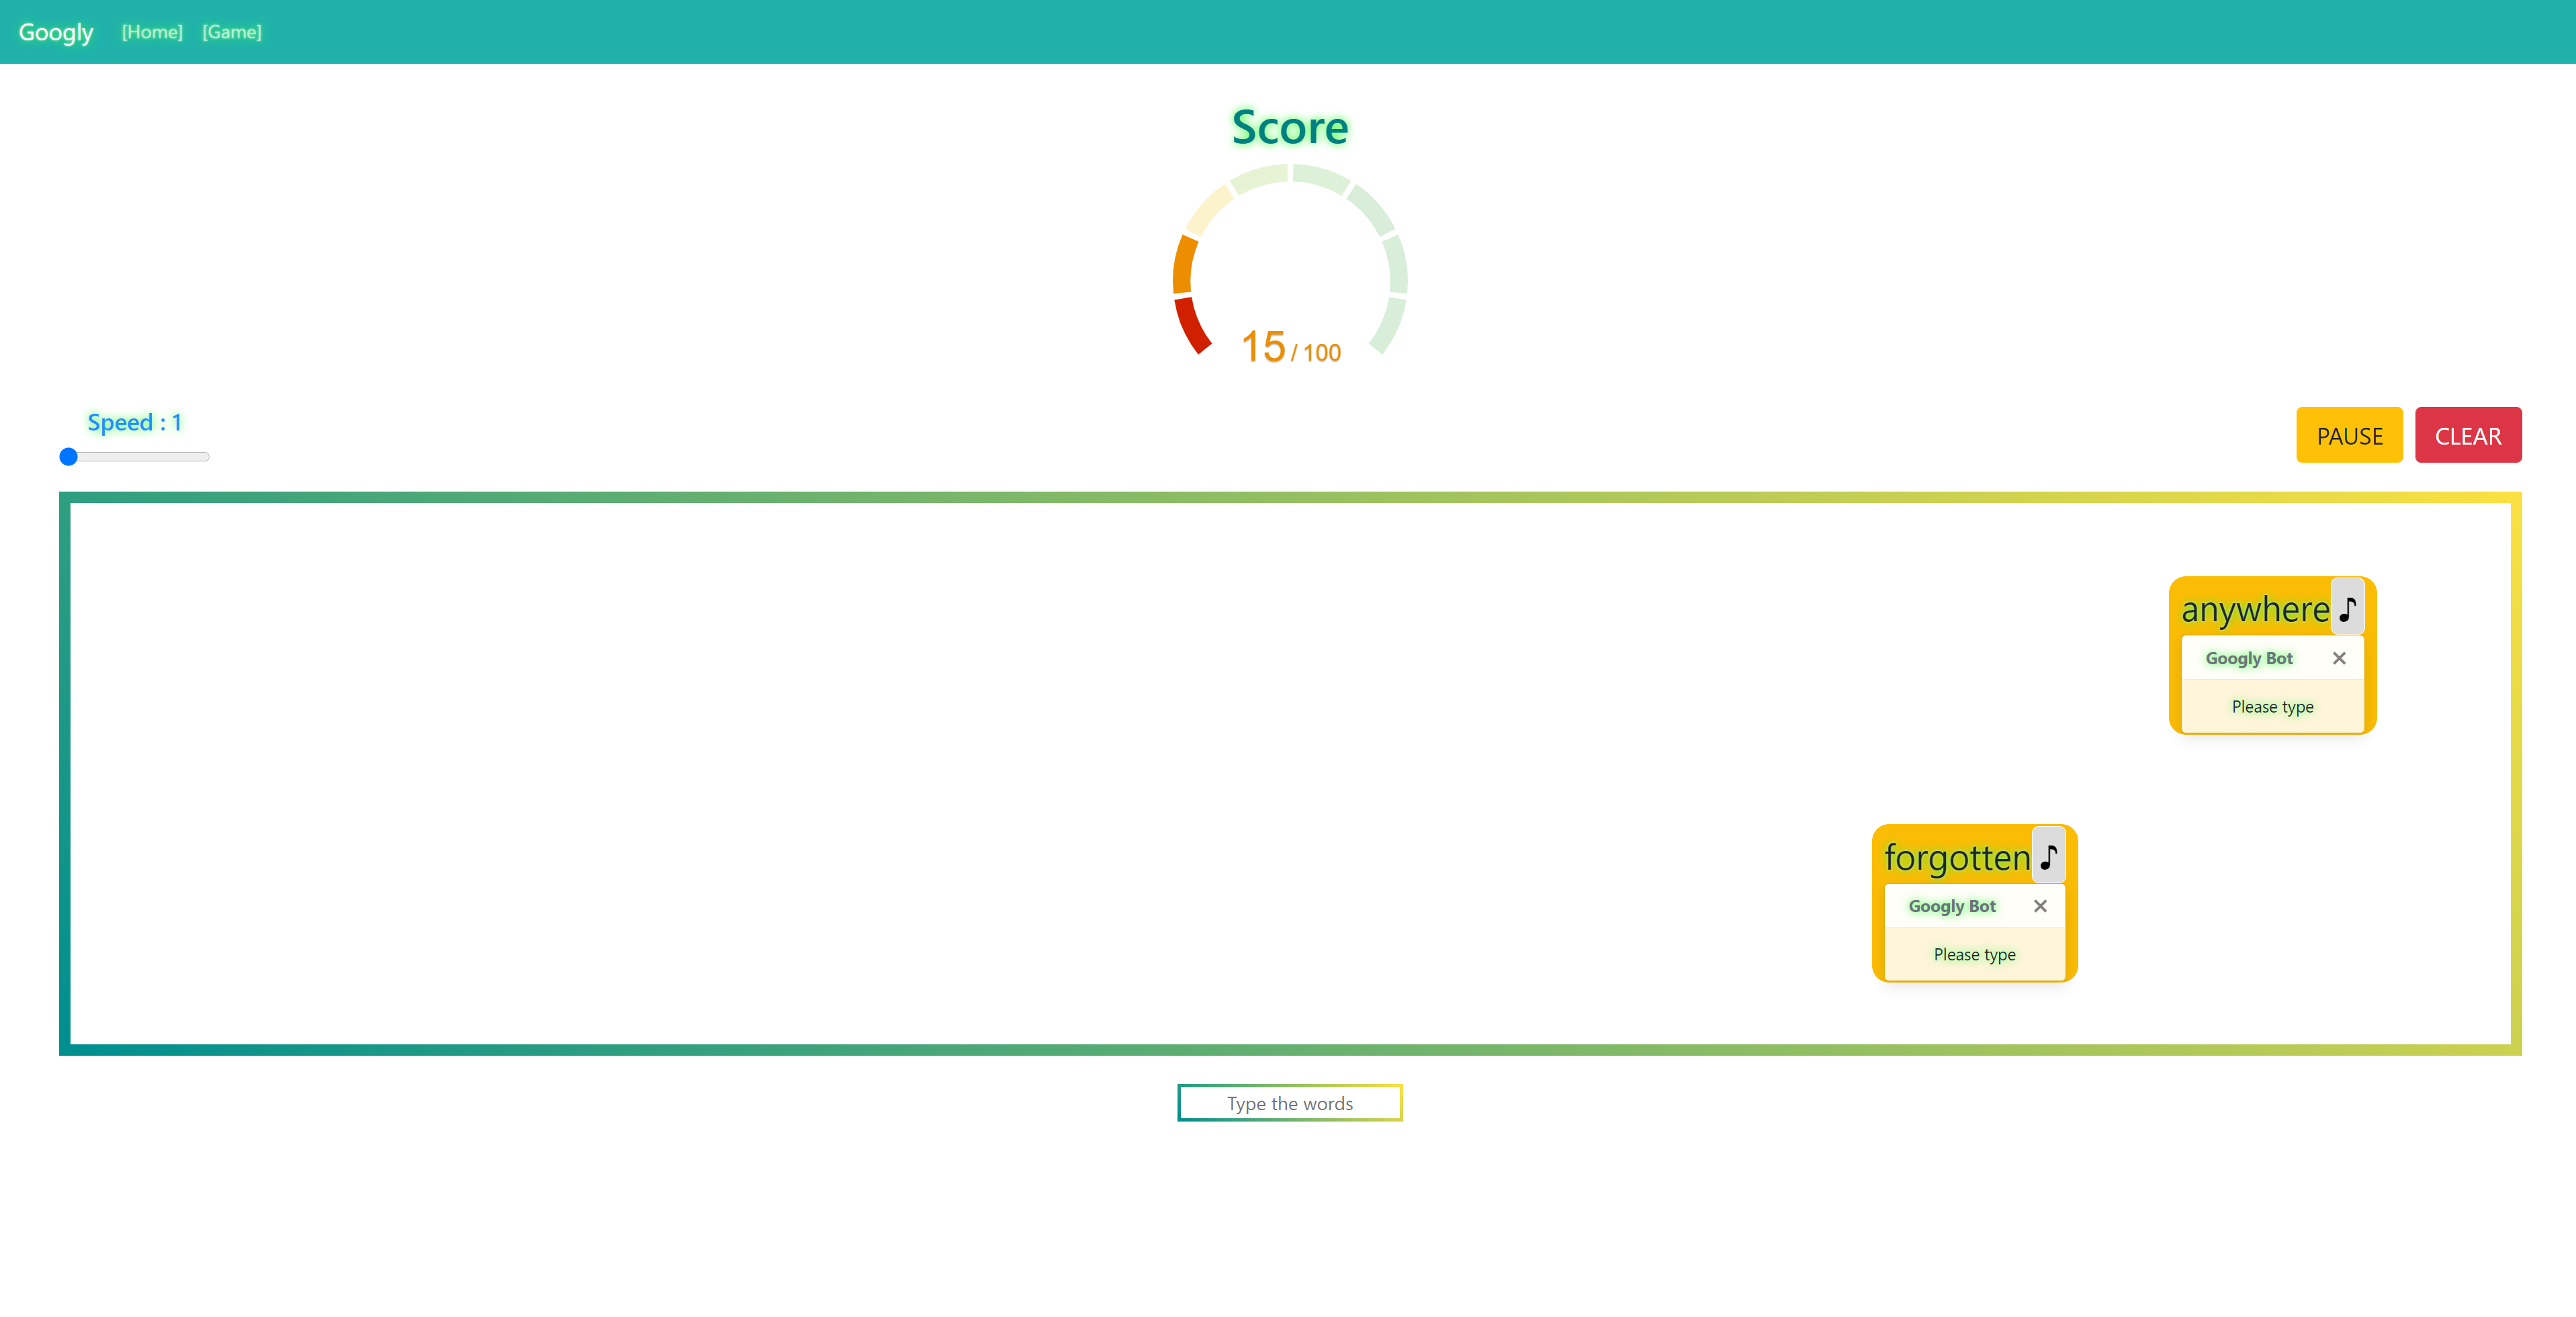 Googly [Home] [Game]
Score
15 / 100
Speed : 1
PAUSE CLEAR
anywhere♪
Googly Bot ×
Please type
forgotten♪
Googly Bot ×
Please type
Type the words